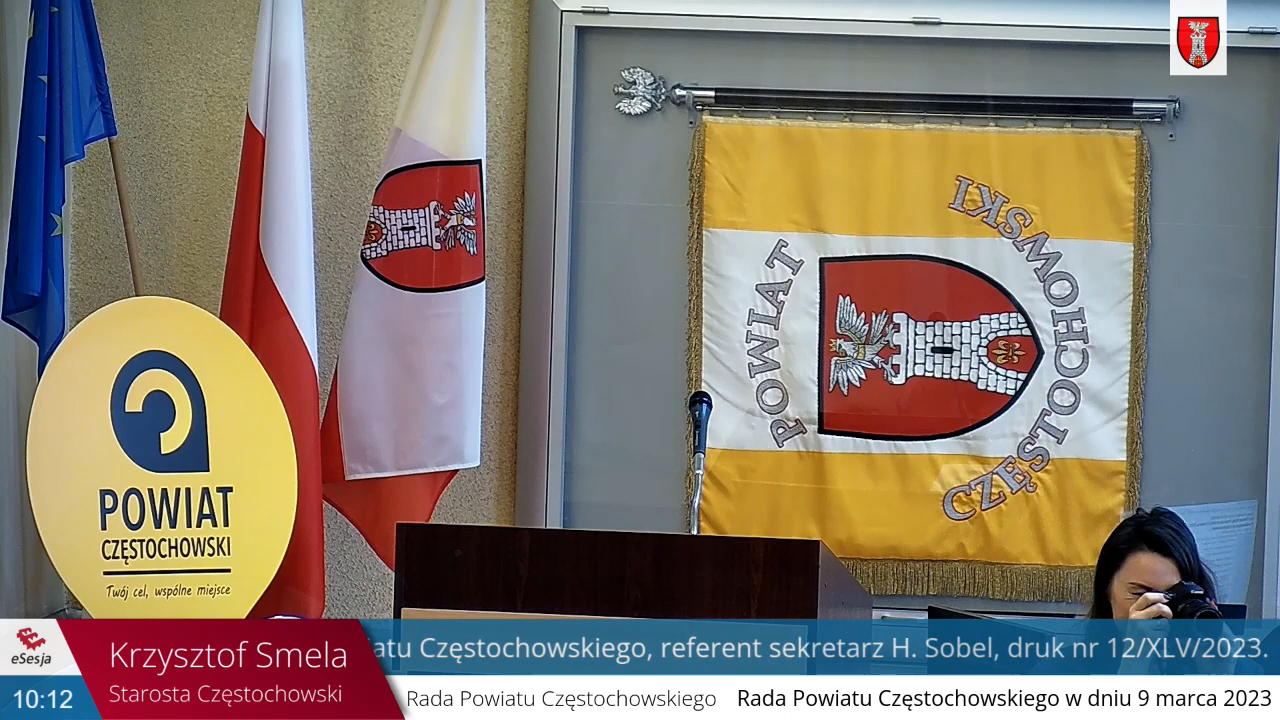 POWIAT
CZĘSTOCHOWSKI
POWIAT
CZĘSTOCHOWSKI
Twój cel, wspólne miejsce
eSesja
10:12
Krzysztof Smela
Starosta Częstochowski
atu Częstochowskiego, referent sekretarz H. Sobel, druk nr 12/XLV/2023.
Rada Powiatu Częstochowskiego
Rada Powiatu Częstochowskiego w dniu 9 marca 2023